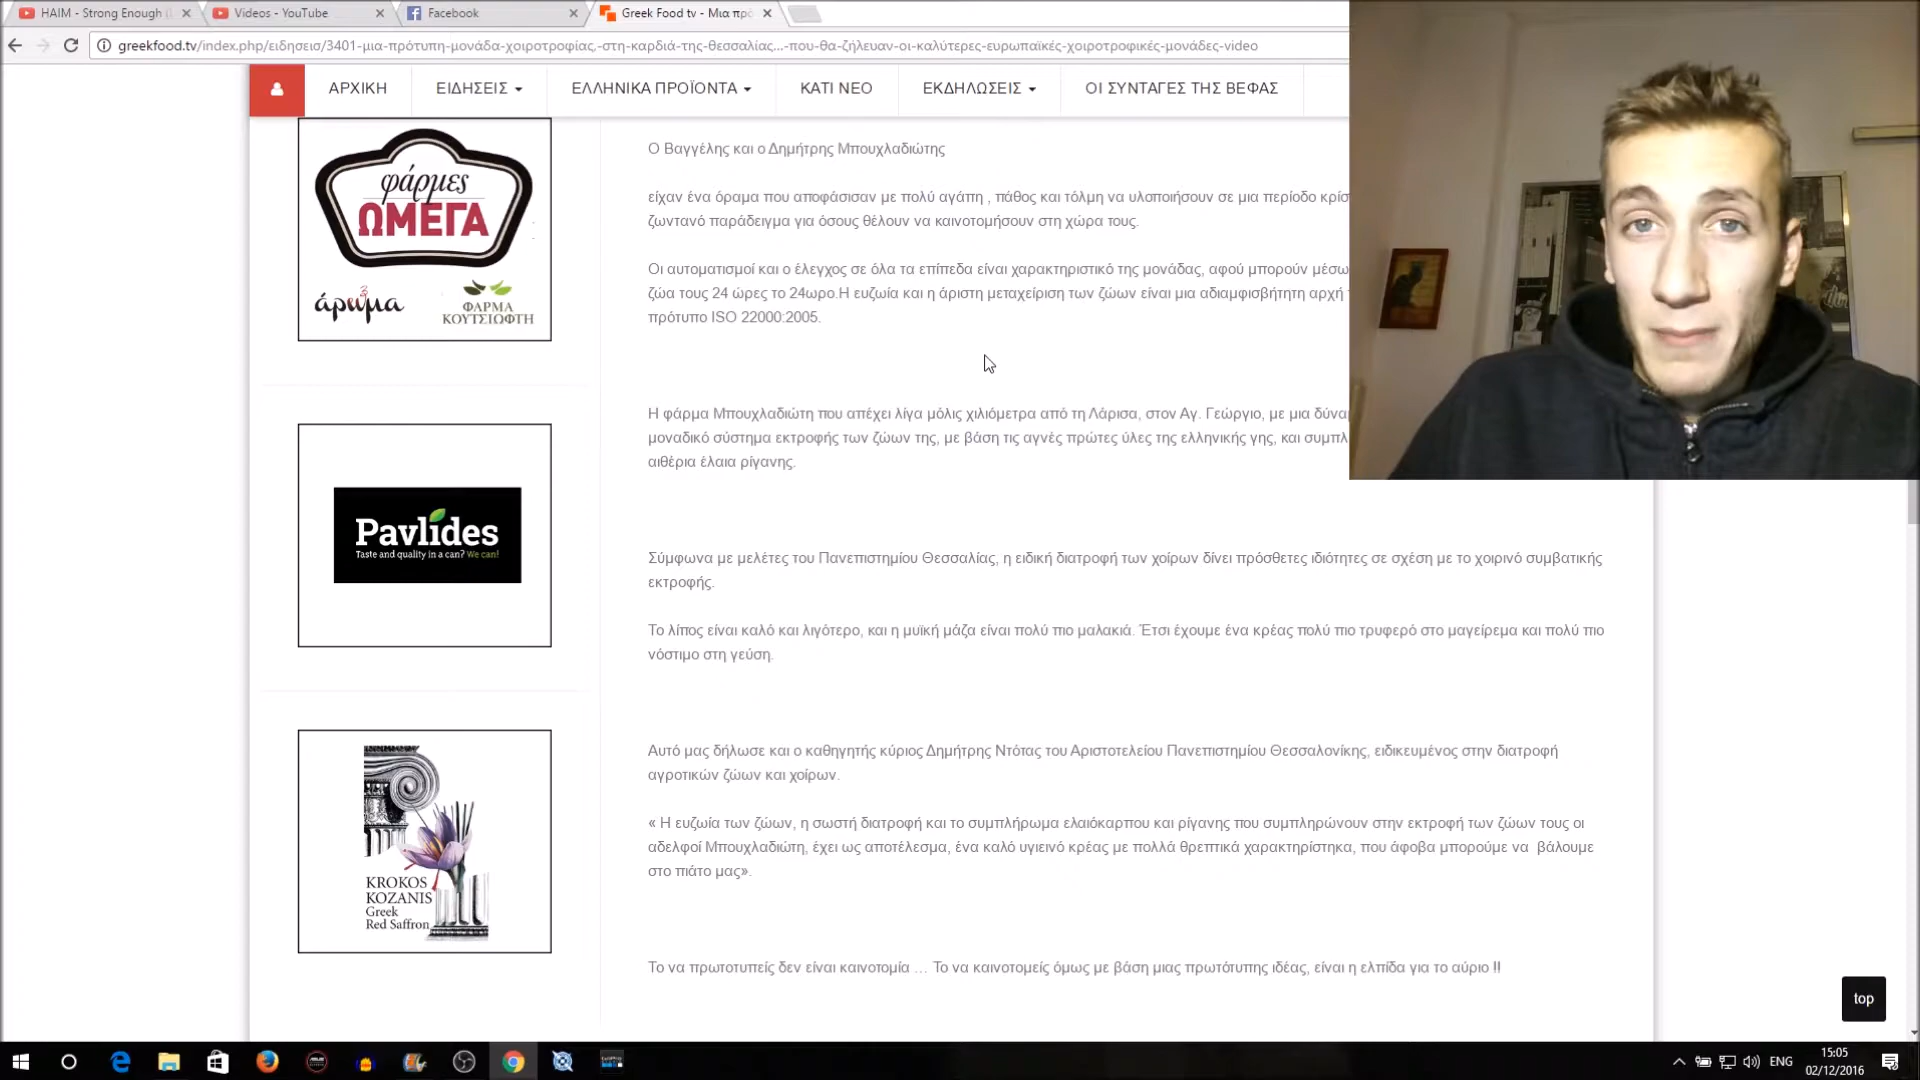 HAIM - Strong Enough
Videos - YouTube
Facebook
Greek Food tv - Μια πρό
greekfood.tv/index.php/ειδησεισ/3401-μια-πρότυπη-μονάδα-χοιροτροφίας,-στη-καρδιά-της-θεσσαλίας...-που-θα-ζήλευαν-οι-καλύτερες-ευρωπαϊκές-χοιροτροφικές-μονάδες-video
ΑΡΧΙΚΗ
ΕΙΔΗΣΕΙΣ
ΕΛΛΗΝΙΚΑ ΠΡΟΪΟΝΤΑ
ΚΑΤΙ ΝΕΟ
ΕΚΔΗΛΩΣΕΙΣ
ΟΙ ΣΥΝΤΑΓΕΣ ΤΗΣ ΒΕΦΑΣ
φάρμες
ΩΜΕΓΑ
άρωμα
ΦΑΡΜΑ
ΚΟΥΤΣΙΩΦΤΗ
Pavlides
Taste and quality in a can? We can!
KROKOS
KOZANIS
Greek
Red Saffron
Ο Βαγγέλης και ο Δημήτρης Μπουχλαδιώτης
είχαν ένα όραμα που αποφάσισαν με πολύ αγάπη , πάθος και τόλμη να υλοποιήσουν σε μια περίοδο κρίσ
ζωντανό παράδειγμα για όσους θέλουν να καινοτομήσουν στη χώρα τους.
Οι αυτοματισμοί και ο έλεγχος σε όλα τα επίπεδα είναι χαρακτηριστικό της μονάδας, αφού μπορούν μέσω
ζώα τους 24 ώρες το 24ωρο.Η ευζωία και η άριστη μεταχείριση των ζώων είναι μια αδιαμφισβήτητη αρχή
πρότυπο ISO 22000:2005.
Η φάρμα Μπουχλαδιώτη που απέχει λίγα μόλις χιλιόμετρα από τη Λάρισα, στον Αγ. Γεώργιο, με μια δύναμ
μοναδικό σύστημα εκτροφής των ζώων της, με βάση τις αγνές πρώτες ύλες της ελληνικής γης, και συμπλ
αιθέρια έλαια ρίγανης.
Σύμφωνα με μελέτες του Πανεπιστημίου Θεσσαλίας, η ειδική διατροφή των χοίρων δίνει πρόσθετες ιδιότητες σε σχέση με το χοιρινό συμβατικής
εκτροφής.
Το λίπος είναι καλό και λιγότερο, και η μυϊκή μάζα είναι πολύ πιο μαλακιά. Έτσι έχουμε ένα κρέας πολύ πιο τρυφερό στο μαγείρεμα και πολύ πιο
νόστιμο στη γεύση.
Αυτό μας δήλωσε και ο καθηγητής κύριος Δημήτρης Ντότας του Αριστοτελείου Πανεπιστημίου Θεσσαλονίκης, ειδικευμένος στην διατροφή
αγροτικών ζώων και χοίρων.
« Η ευζωία των ζώων, η σωστή διατροφή και το συμπλήρωμα ελαιόκαρπου και ρίγανης που συμπληρώνουν στην εκτροφή των ζώων τους οι
αδελφοί Μπουχλαδιώτη, έχει ως αποτέλεσμα, ένα καλό υγιεινό κρέας με πολλά θρεπτικά χαρακτηρίστηκα, που άφοβα μπορούμε να βάλουμε
στο πιάτο μας».
Το να πρωτοτυπείς δεν είναι καινοτομία … Το να καινοτομείς όμως με βάση μιας πρωτότυπης ιδέας, είναι η ελπίδα για το αύριο !!
top
ENG
15:05
02/12/2016